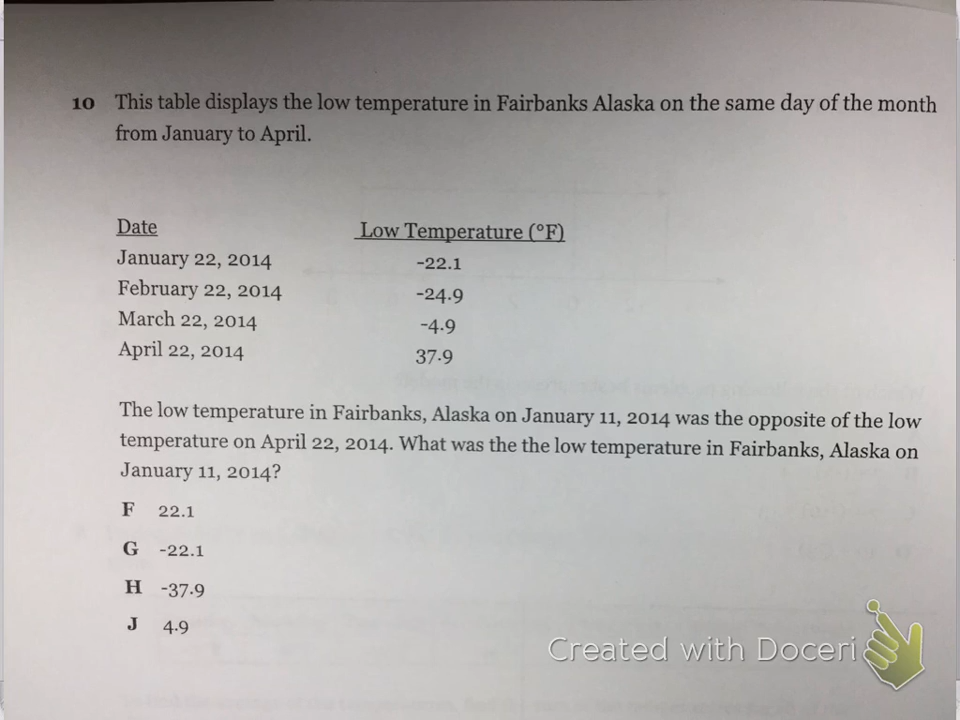 10 This table displays the low temperature in Fairbanks Alaska on the same day of the month
from January to April.
Date Low Temperature (°F)
January 22, 2014 -22.1
February 22, 2014 -24.9
March 22, 2014 -4.9
April 22, 2014 37.9
The low temperature in Fairbanks, Alaska on January 11, 2014 was the opposite of the low
temperature on April 22, 2014. What was the the low temperature in Fairbanks, Alaska on
January 11, 2014?
F 22.1
G -22.1
H -37.9
J 4.9
Created with Doceri